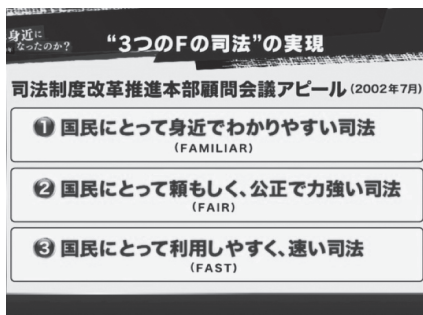 身近に
なったのか?
“3つのFの司法”の実現
司法制度改革推進本部顧問会議アピール(2002年7月)
❶ 国民にとって身近でわかりやすい司法
(FAMILIAR)
❷ 国民にとって頼もしく、公正で力強い司法
(FAIR)
❸ 国民にとって利用しやすく、速い司法
(FAST)